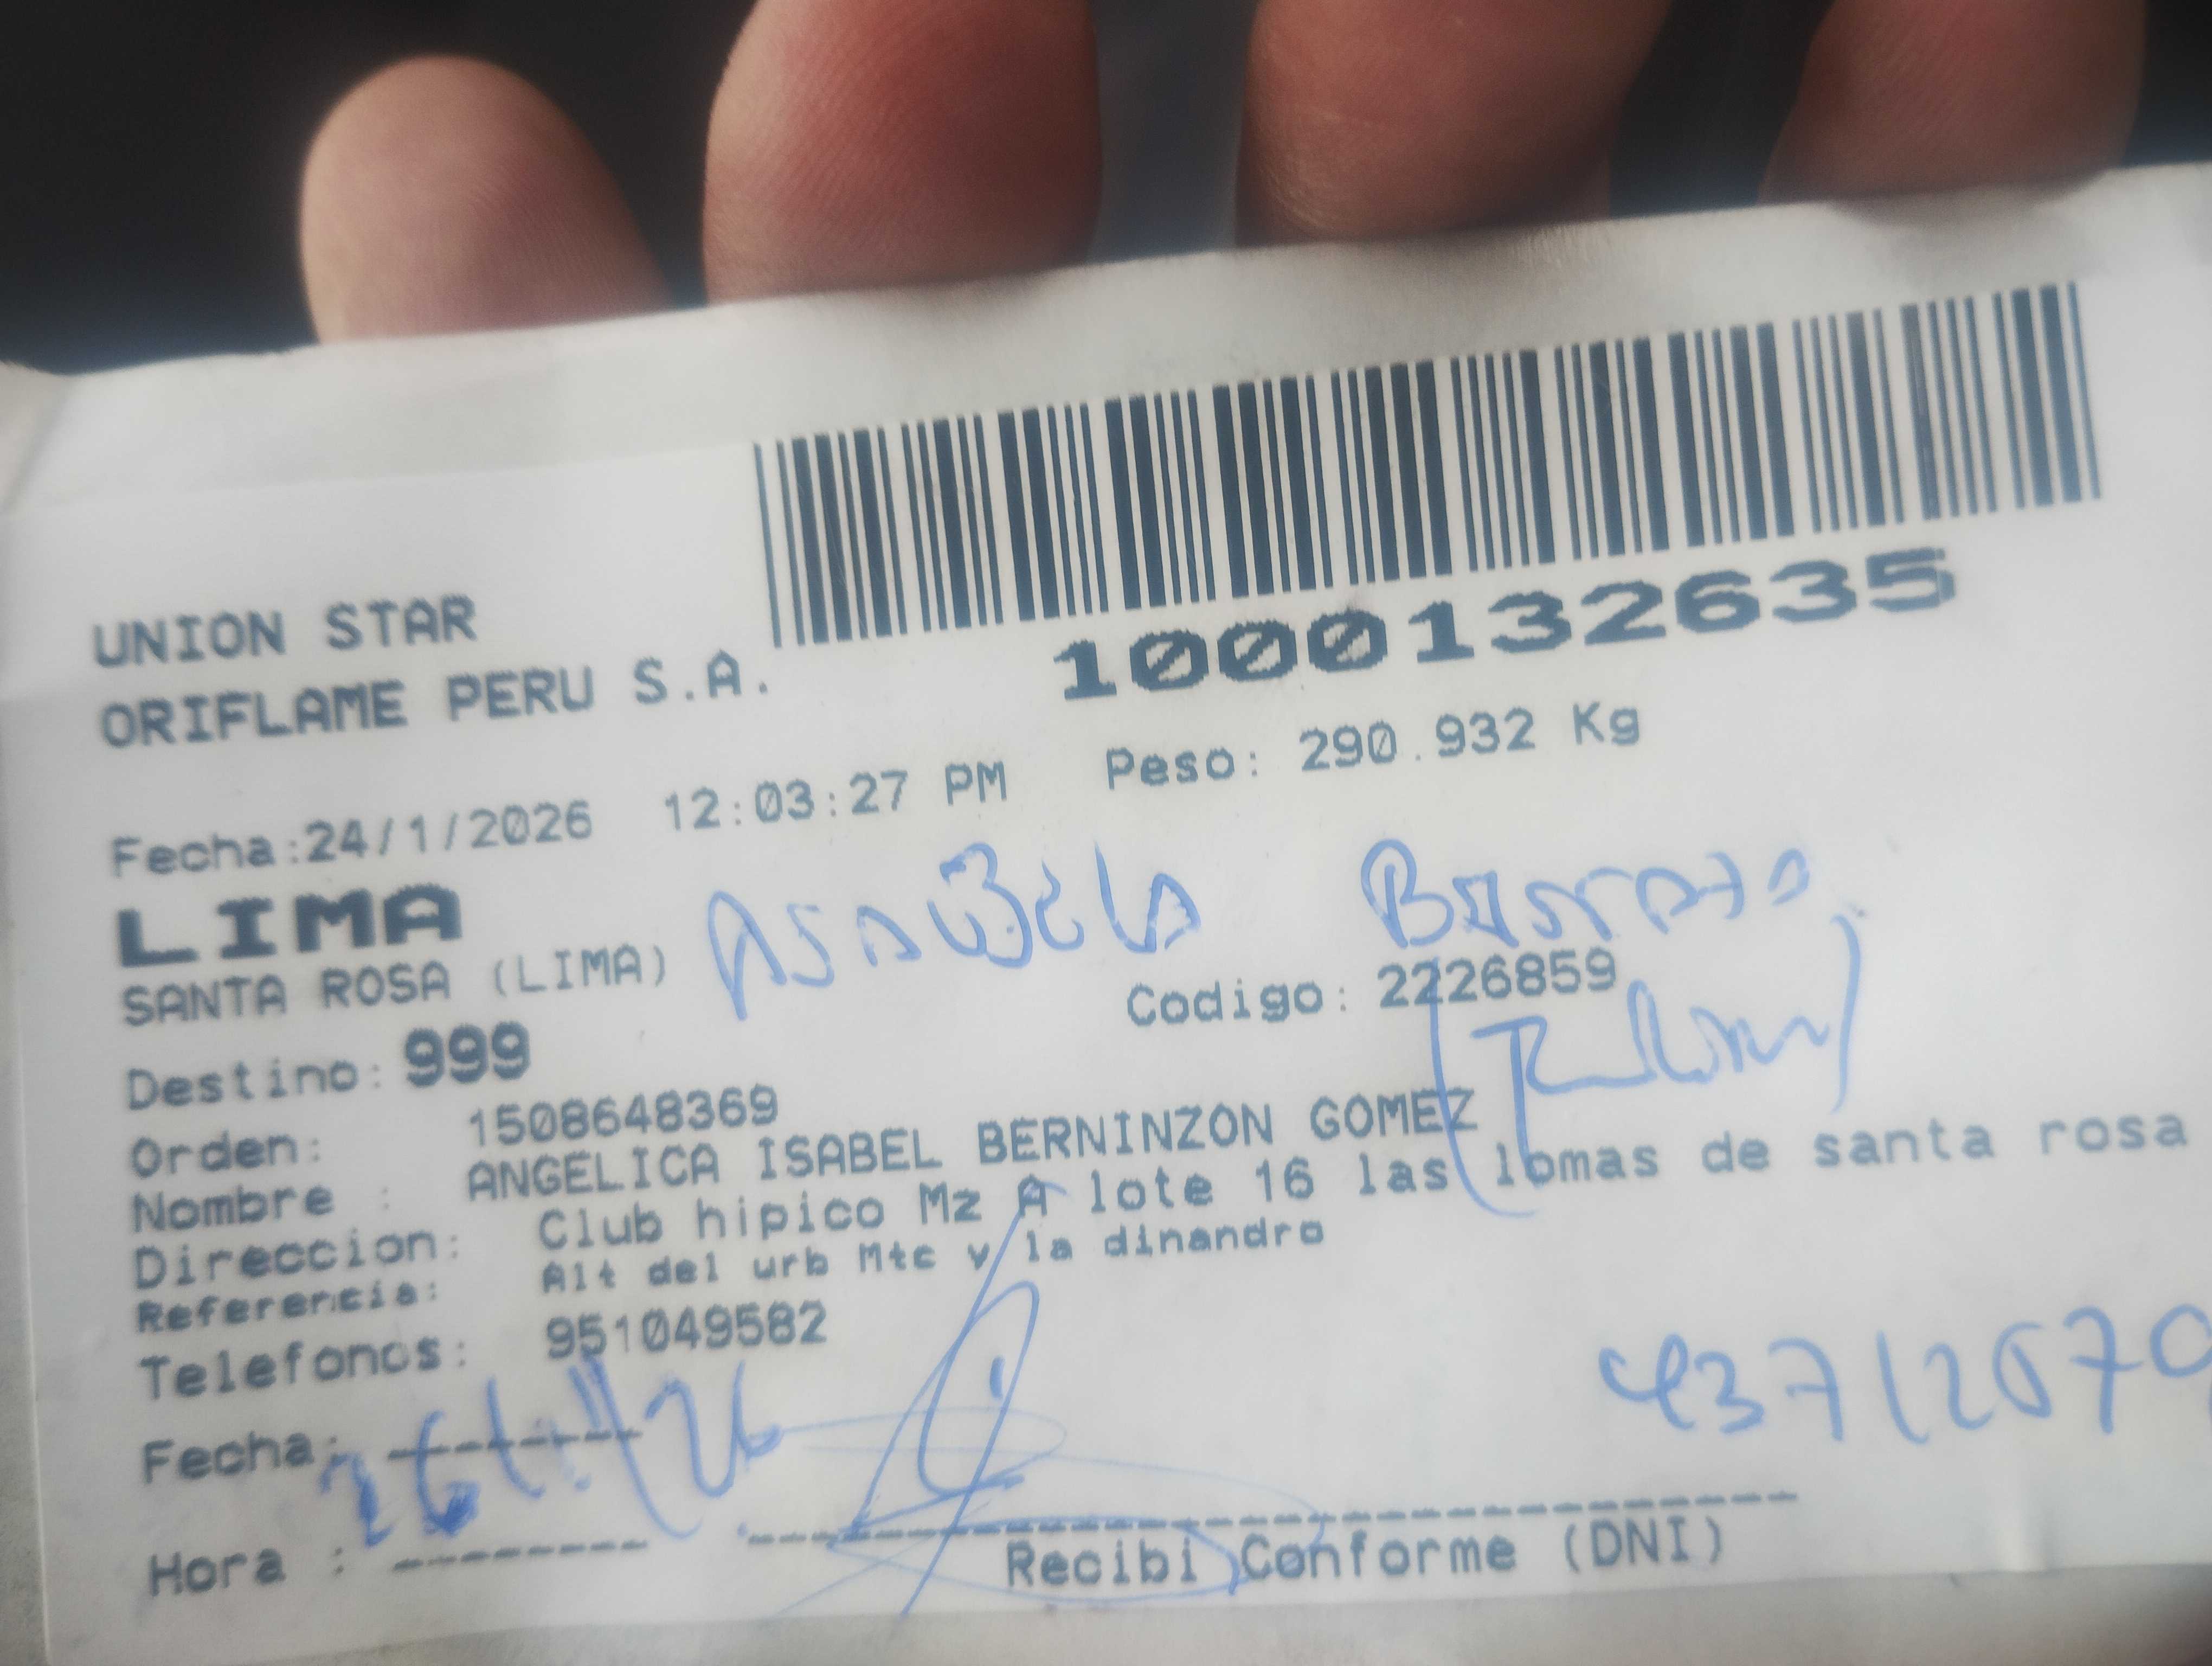 1000132635
UNION STAR
ORIFLAME PERU S.A.
Fecha:24/1/2026 12:03:27 PM Peso: 290.932 Kg
LIMA
SANTA ROSA (LIMA)
Codigo: 2226859
Destino: 999
Orden: 1508648369
Nombre : ANGELICA ISABEL BERNINZON GOMEZ
Direccion: Club hipico Mz A lote 16 las lomas de santa rosa
Referencia: Alt del urb Mtc y la dinandro
Telefonos: 951049582
Fecha: 26/1/26
Hora :
Recibi Conforme (DNI)